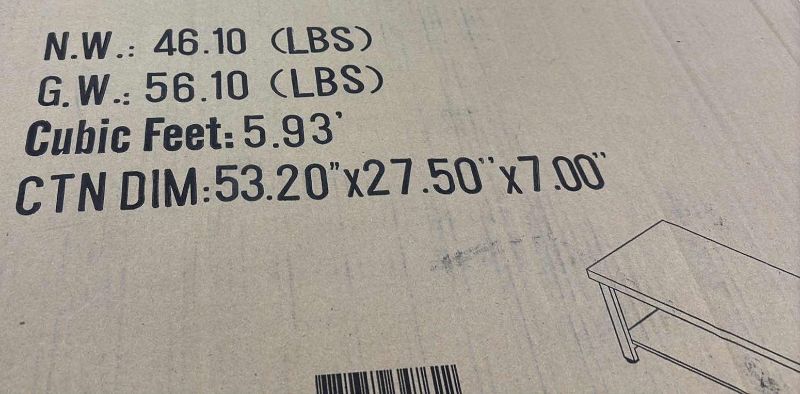 N.W.: 46.10 (LBS)
G.W.: 56.10 (LBS)
Cubic Feet: 5.93'
CTN DIM:53.20"x27.50"x7.00"